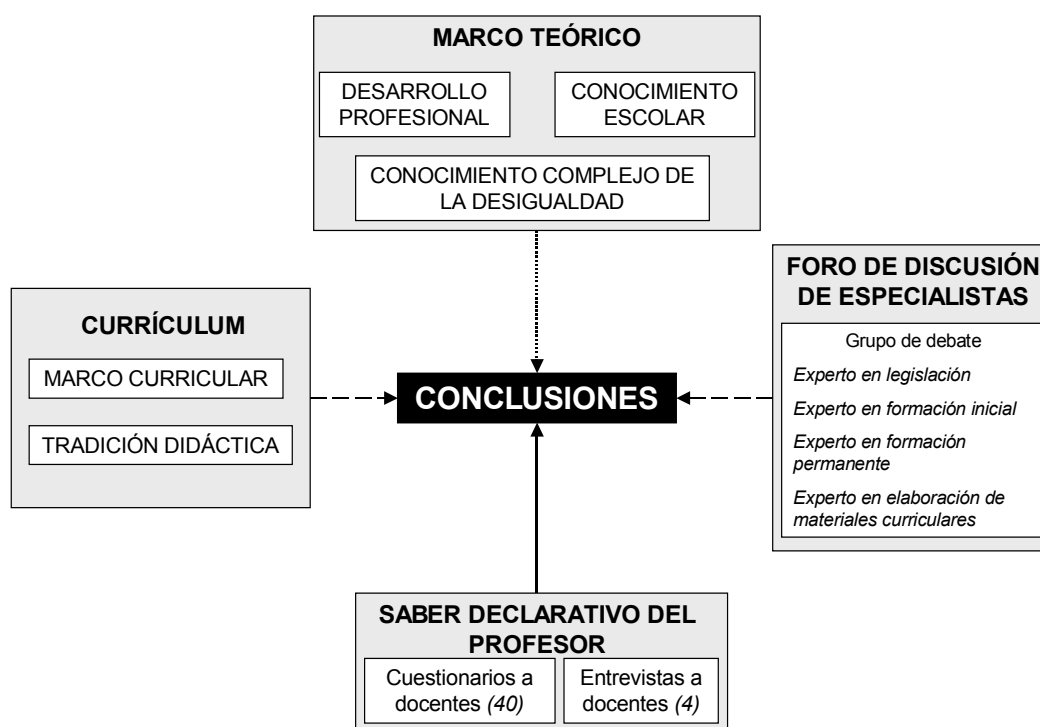 MARCO TEÓRICO
DESARROLLO
PROFESIONAL
CONOCIMIENTO
ESCOLAR
CONOCIMIENTO COMPLEJO DE
LA DESIGUALDAD
CURRÍCULUM
MARCO CURRICULAR
TRADICIÓN DIDÁCTICA
CONCLUSIONES
FORO DE DISCUSIÓN
DE ESPECIALISTAS
Grupo de debate
Experto en legislación
Experto en formación inicial
Experto en formación
permanente
Experto en elaboración de
materiales curriculares
SABER DECLARATIVO DEL
PROFESOR
Cuestionarios a
docentes (40)
Entrevistas a
docentes (4)